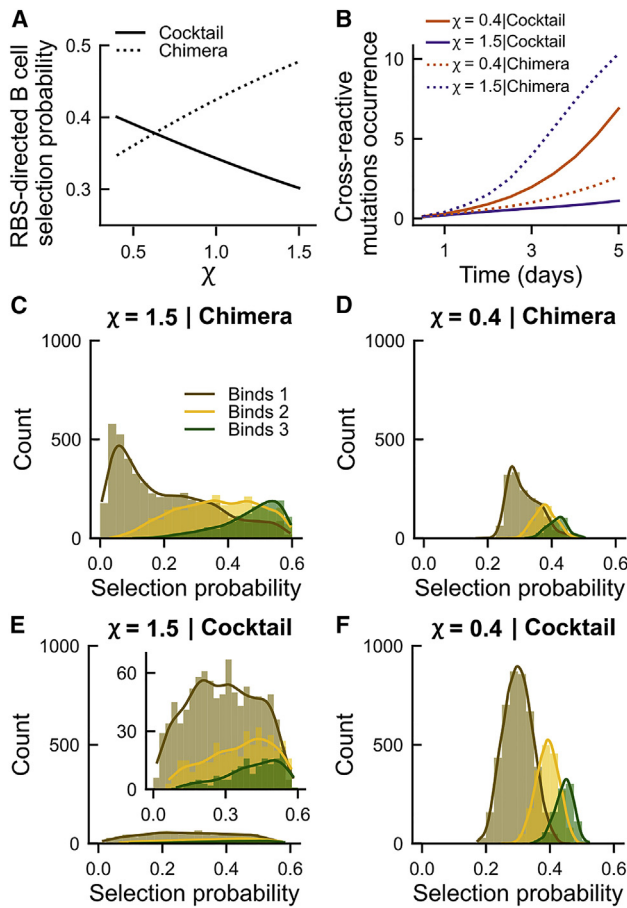 A
Cocktail
Chimera
RBS-directed B cell
selection probability
0.5
0.4
0.3
0.5
1.0
1.5
χ
B
χ = 0.4|Cocktail
χ = 1.5|Cocktail
χ = 0.4|Chimera
χ = 1.5|Chimera
Cross-reactive
mutations occurrence
10
5
0
1
3
5
Time (days)
C
χ = 1.5 | Chimera
1000
500
0
Count
Binds 1
Binds 2
Binds 3
0.0
0.2
0.4
0.6
Selection probability
D
χ = 0.4 | Chimera
1000
500
0
Count
0.0
0.2
0.4
0.6
Selection probability
E
χ = 1.5 | Cocktail
1000
500
0
Count
60
30
0
0.0
0.3
0.6
0.0
0.2
0.4
0.6
Selection probability
F
χ = 0.4 | Cocktail
1000
500
0
Count
0.0
0.2
0.4
0.6
Selection probability